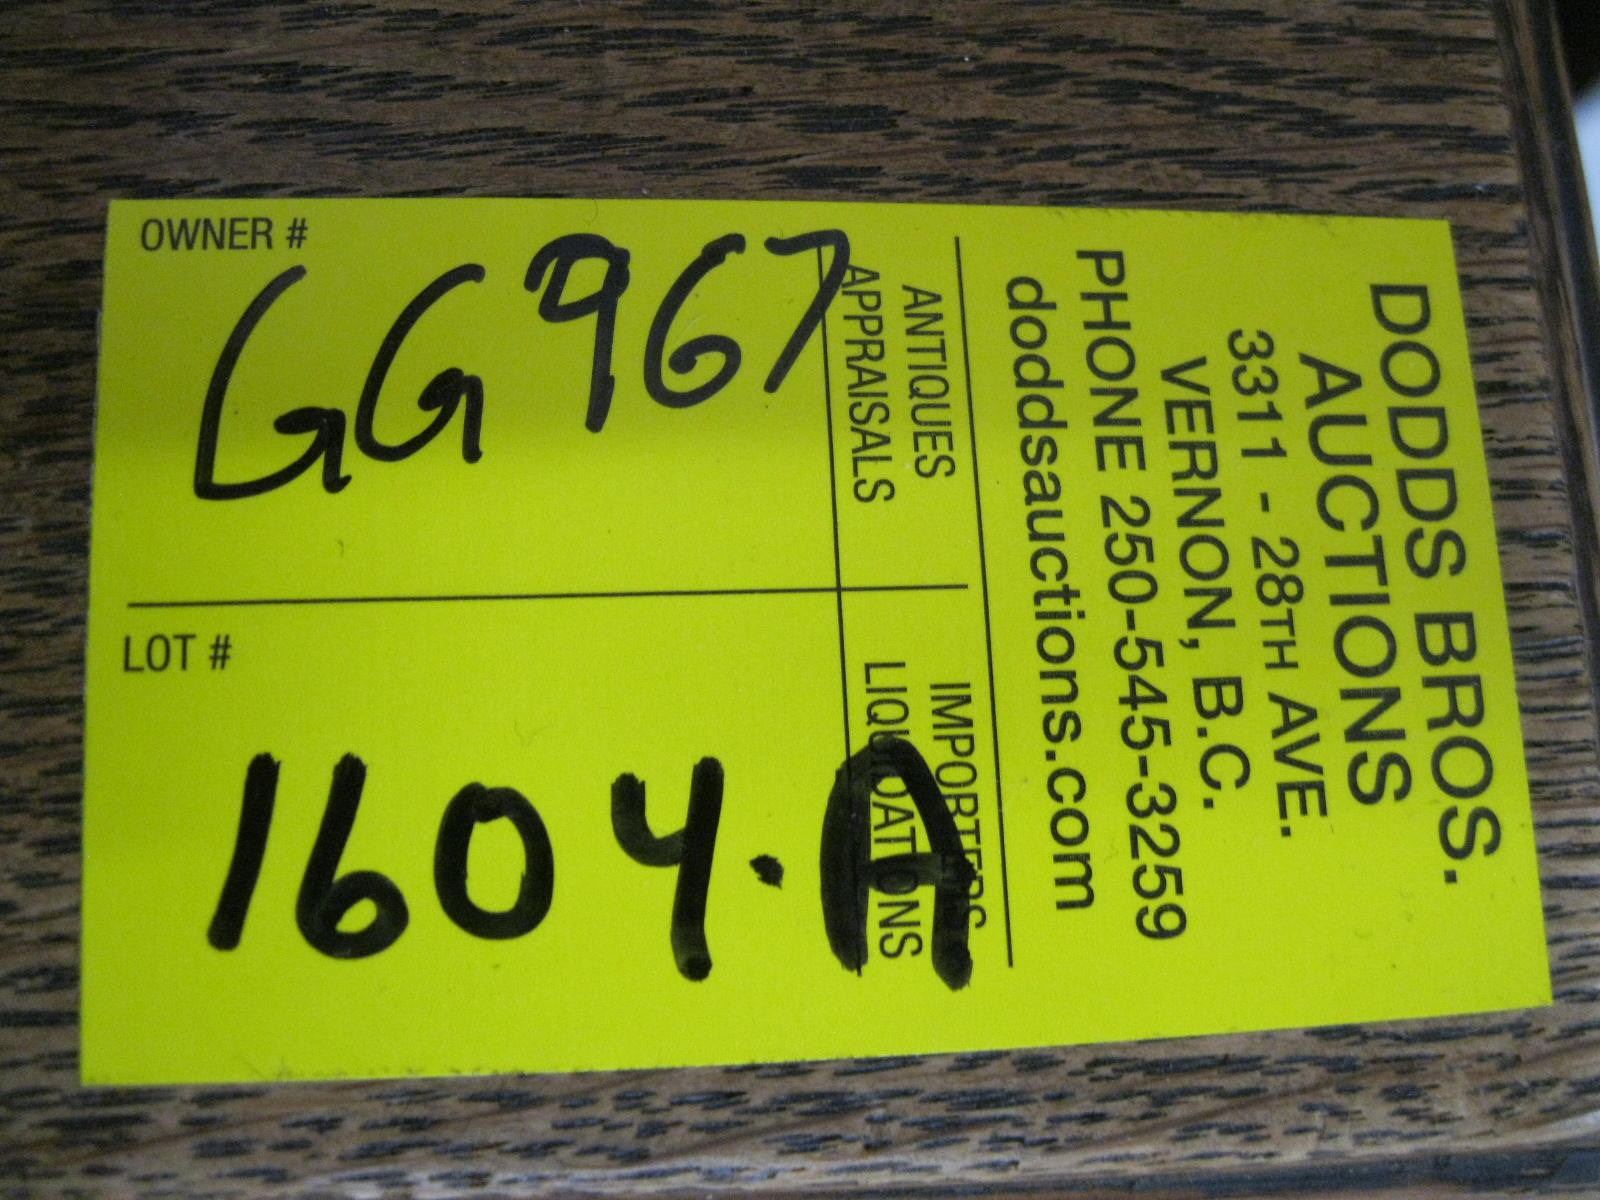 DODDS BROS.
AUCTIONS
3311 - 28TH AVE.
VERNON, B.C.
PHONE 250-545-3259
doddsauctions.com
ANTIQUES
APPRAISALS
IMPORTERS
LIQUIDATIONS
OWNER #
GG967
LOT #
1604.A